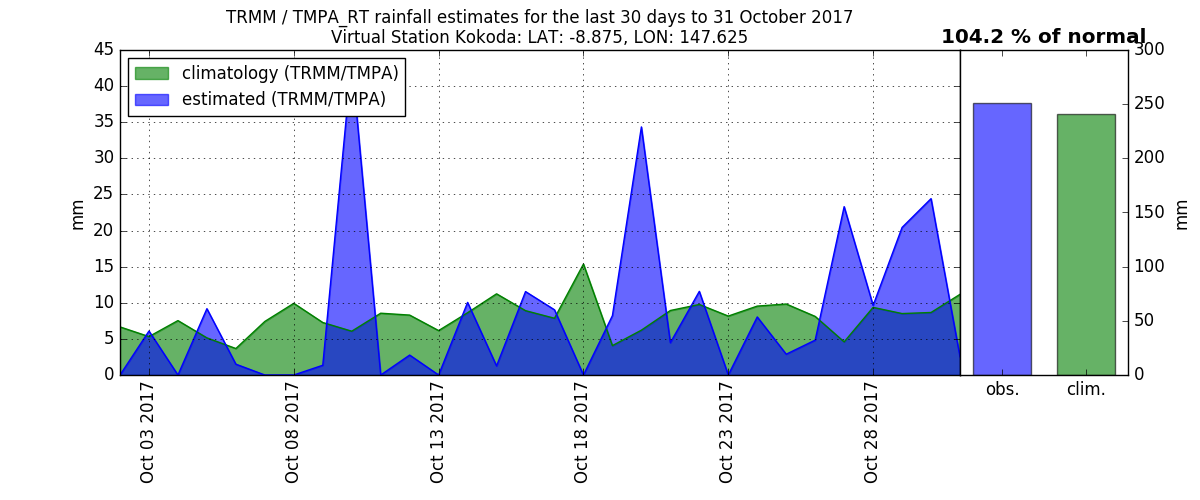 TRMM / TMPA_RT rainfall estimates for the last 30 days to 31 October 2017
Virtual Station Kokoda: LAT: -8.875, LON: 147.625
104.2 % of normal
climatology (TRMM/TMPA)
estimated (TRMM/TMPA)
45
40
35
30
25
20
15
10
5
0
mm
Oct 03 2017
Oct 08 2017
Oct 13 2017
Oct 18 2017
Oct 23 2017
Oct 28 2017
300
250
200
150
100
50
0
mm
obs.
clim.